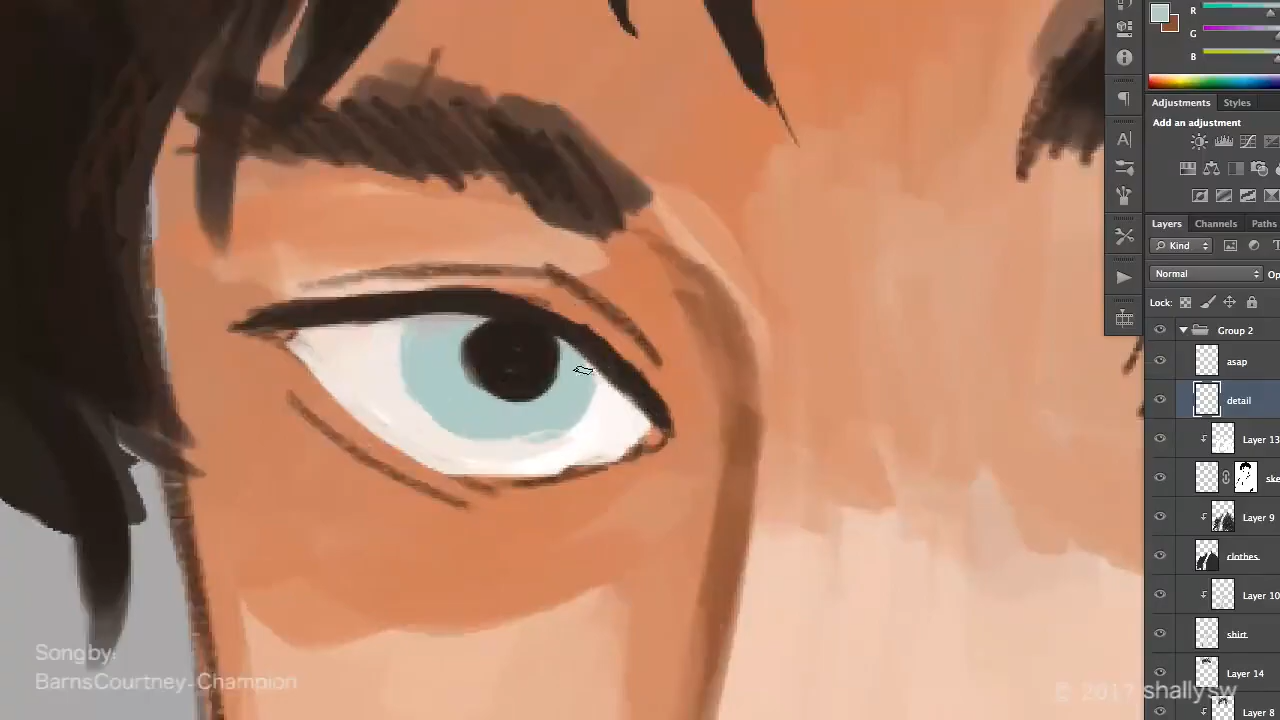 R
G
B
Adjustments Styles
Add an adjustment
Layers Channels Paths
Kind
Normal
Lock:
Group 2
asap
detail
Layer 13
ske
Layer 9
clothes
Layer 10
shirt
Layer 14
Layer 8
Song by:
BarnsCourtney-Champion
© 2017 shallysw